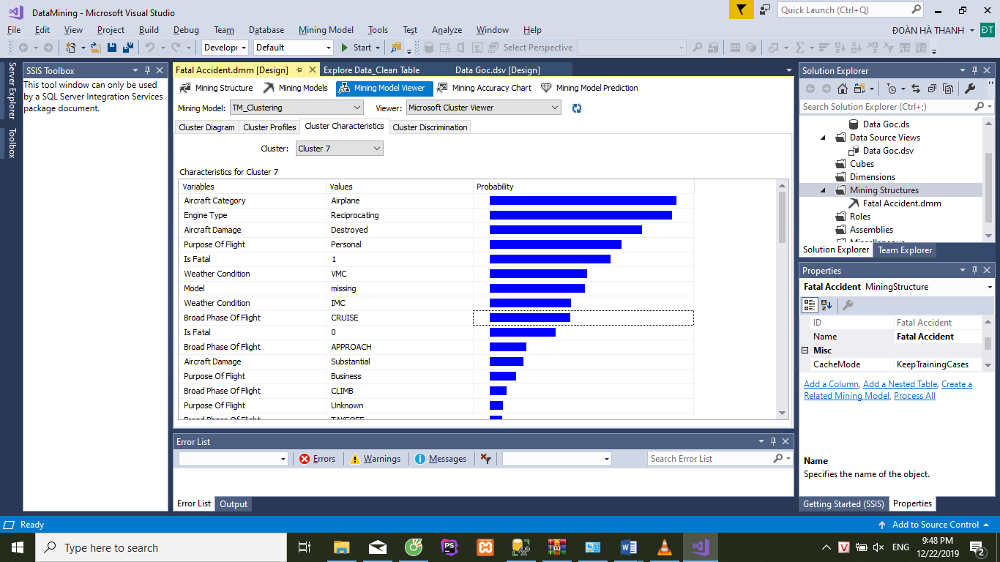 DataMining - Microsoft Visual Studio
Quick Launch (Ctrl+Q)
File Edit View Project Build Debug Team Database Mining Model Tools Test Analyze Window Help
ĐOÀN HÀ THANH ĐT
Develop Default Start Select Perspective
Server Explorer
Toolbox
SSIS Toolbox
This tool window can only be used
by a SQL Server Integration Services
package document.
Fatal Accident.dmm [Design] Explore Data_Clean Table Data Goc.dsv [Design]
Mining Structure Mining Models Mining Model Viewer Mining Accuracy Chart Mining Model Prediction
Mining Model: TM_Clustering Viewer: Microsoft Cluster Viewer
Cluster Diagram Cluster Profiles Cluster Characteristics Cluster Discrimination
Cluster: Cluster 7
Characteristics for Cluster 7
Variables Values Probability
Aircraft Category Airplane
Engine Type Reciprocating
Aircraft Damage Destroyed
Purpose Of Flight Personal
Is Fatal 1
Weather Condition VMC
Model missing
Weather Condition IMC
Broad Phase Of Flight CRUISE
Is Fatal 0
Broad Phase Of Flight APPROACH
Aircraft Damage Substantial
Purpose Of Flight Business
Broad Phase Of Flight CLIMB
Purpose Of Flight Unknown
Broad Phase Of Flight TAKEOFF
Error List
Errors Warnings Messages
Search Error List
Error List Output
Solution Explorer
Search Solution Explorer (Ctrl+;)
Data Goc.ds
Data Source Views
Data Goc.dsv
Cubes
Dimensions
Mining Structures
Fatal Accident.dmm
Roles
Assemblies
Miscellaneous
Solution Explorer Team Explorer
Properties
Fatal Accident MiningStructure
ID Fatal Accident
Name Fatal Accident
Misc
CacheMode KeepTrainingCases
Add a Column, Add a Nested Table, Create a
Related Mining Model, Process All
Name
Specifies the name of the object.
Getting Started (SSIS) Properties
Ready
Add to Source Control
Type here to search
PS
W
V
ENG
9:48 PM
12/22/2019
2